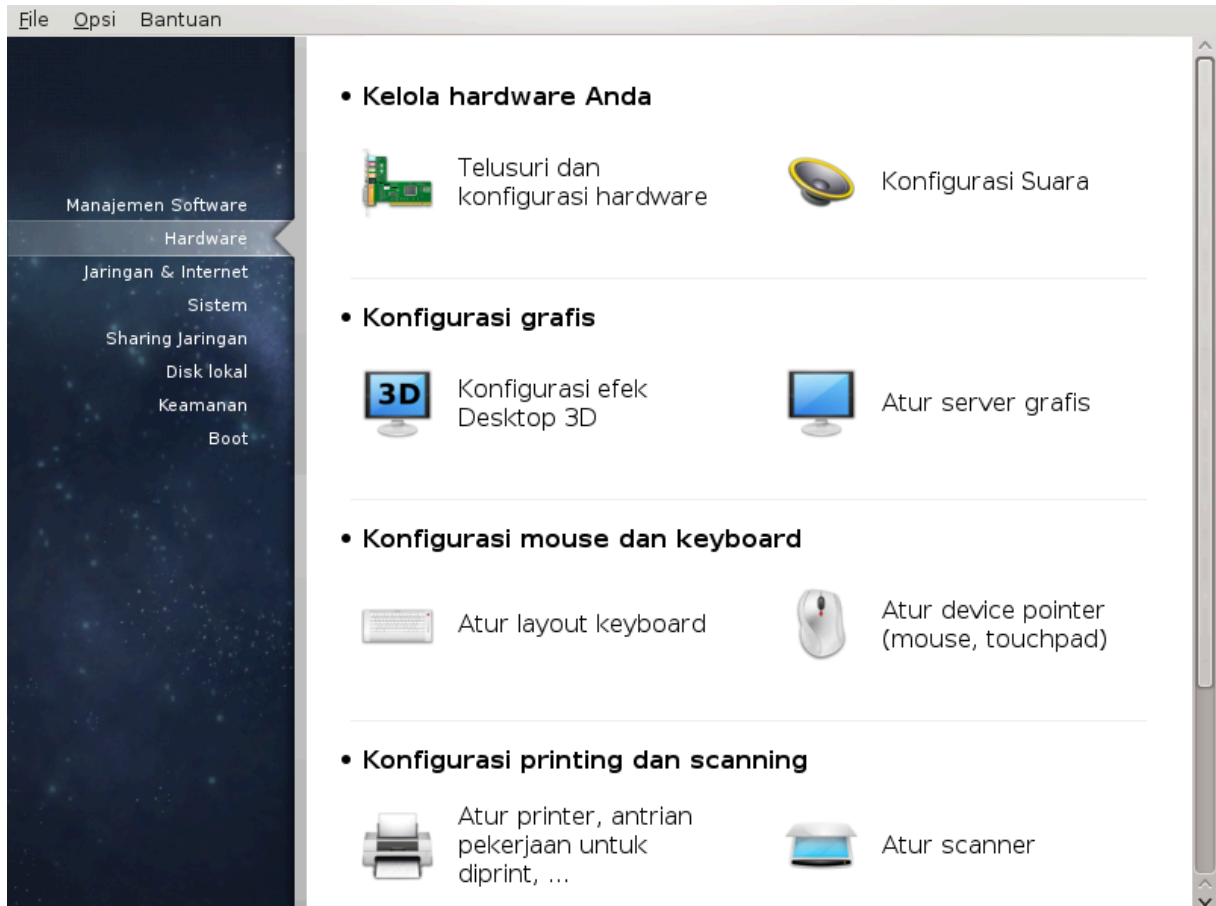 File Opsi Bantuan
Manajemen Software
Hardware
Jaringan & Internet
Sistem
Sharing Jaringan
Disk lokal
Keamanan
Boot
• Kelola hardware Anda
Telusuri dan
konfigurasi hardware
Konfigurasi Suara
• Konfigurasi grafis
3D
Konfigurasi efek
Desktop 3D
Atur server grafis
• Konfigurasi mouse dan keyboard
Atur layout keyboard
Atur device pointer
(mouse, touchpad)
• Konfigurasi printing dan scanning
Atur printer, antrian
pekerjaan untuk
diprint, ...
Atur scanner